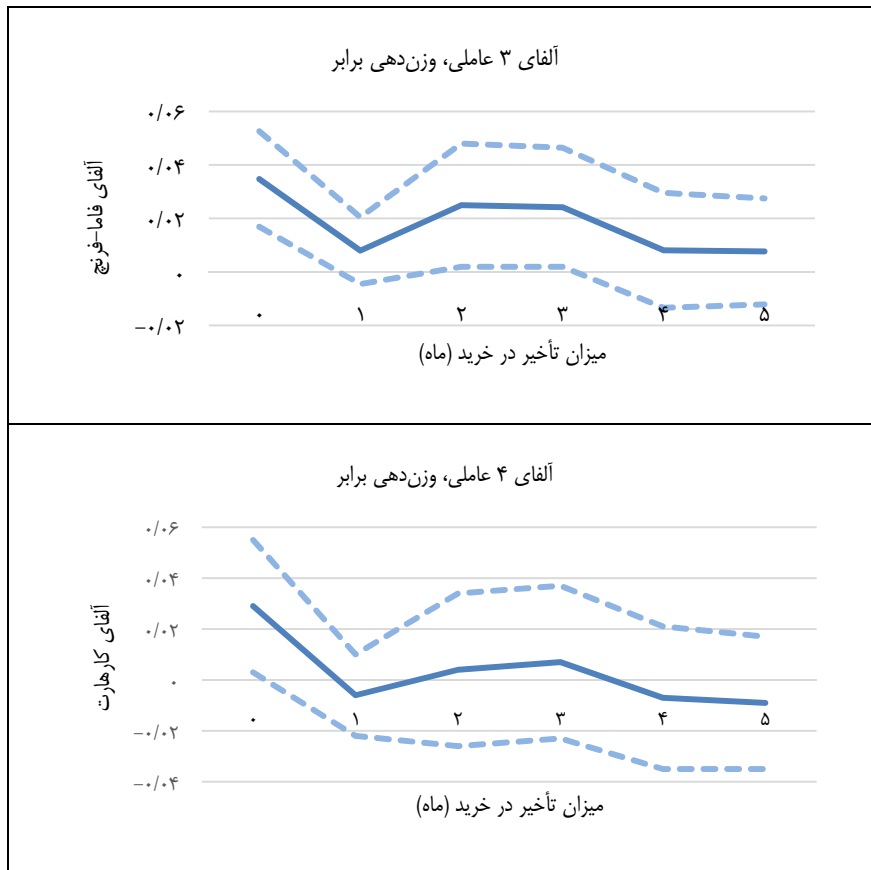 آلفای ۳ عاملی، وزن‌دهی برابر
۰/۰۶
۰/۰۴
۰/۰۲
۰
-۰/۰۲
آلفای فاما-فرنچ
۰ ۱ ۲ ۳ ۴ ۵
میزان تأخیر در خرید (ماه)
آلفای ۴ عاملی، وزن‌دهی برابر
۰/۰۶
۰/۰۴
۰/۰۲
۰
-۰/۰۲
-۰/۰۴
آلفای کارهارت
۰ ۱ ۲ ۳ ۴ ۵
میزان تأخیر در خرید (ماه)